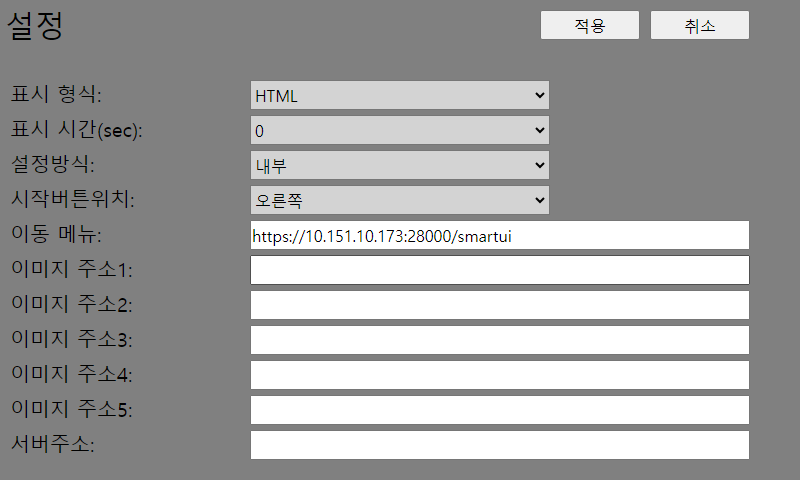 설정 적용 취소
표시 형식: HTML
표시 시간(sec): 0
설정방식: 내부
시작버튼위치: 오른쪽
이동 메뉴: https://10.151.10.173:28000/smartui
이미지 주소1:
이미지 주소2:
이미지 주소3:
이미지 주소4:
이미지 주소5:
서버주소: